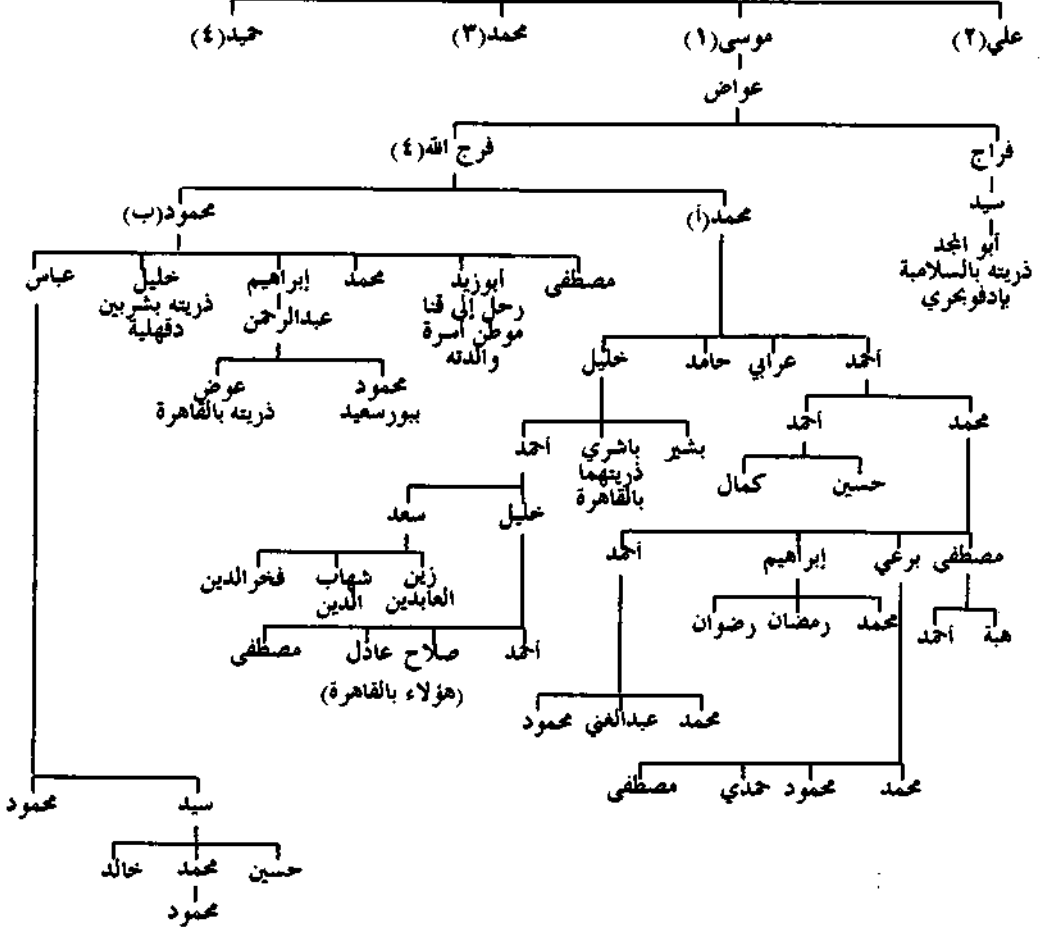 علي(٢) موسى(١) محمد(٣) حميد(٤)
عواض
فراج فرج الله(٤)
سيد
أبو المجد
ذريته بالسلامية
بإدفوبحري
محمد(أ) محمود(ب)
مصطفى أبوزيد محمد إبراهيم خليل عباس
رحل إلى قنا
موطن أسرة
والدته
عبدالرحمن
ذريته بشربين
دقهلية
محمود عوض
ببورسعيد ذريته بالقاهرة
أحمد عرابي حامد خليل
محمد أحمد
بشير باشري أحمد
ذريتهما
بالقاهرة
حسين كمال
خليل سعد
مصطفى برعي إبراهيم أحمد
زين العابدين شهاب الدين فخرالدين
هبة أحمد
محمد رمضان رضوان
أحمد صلاح عادل مصطفى
(هؤلاء بالقاهرة)
محمد عبدالغني محمود
محمد محمود حمدي مصطفى
سيد محمود
حسين محمد خالد
محمود